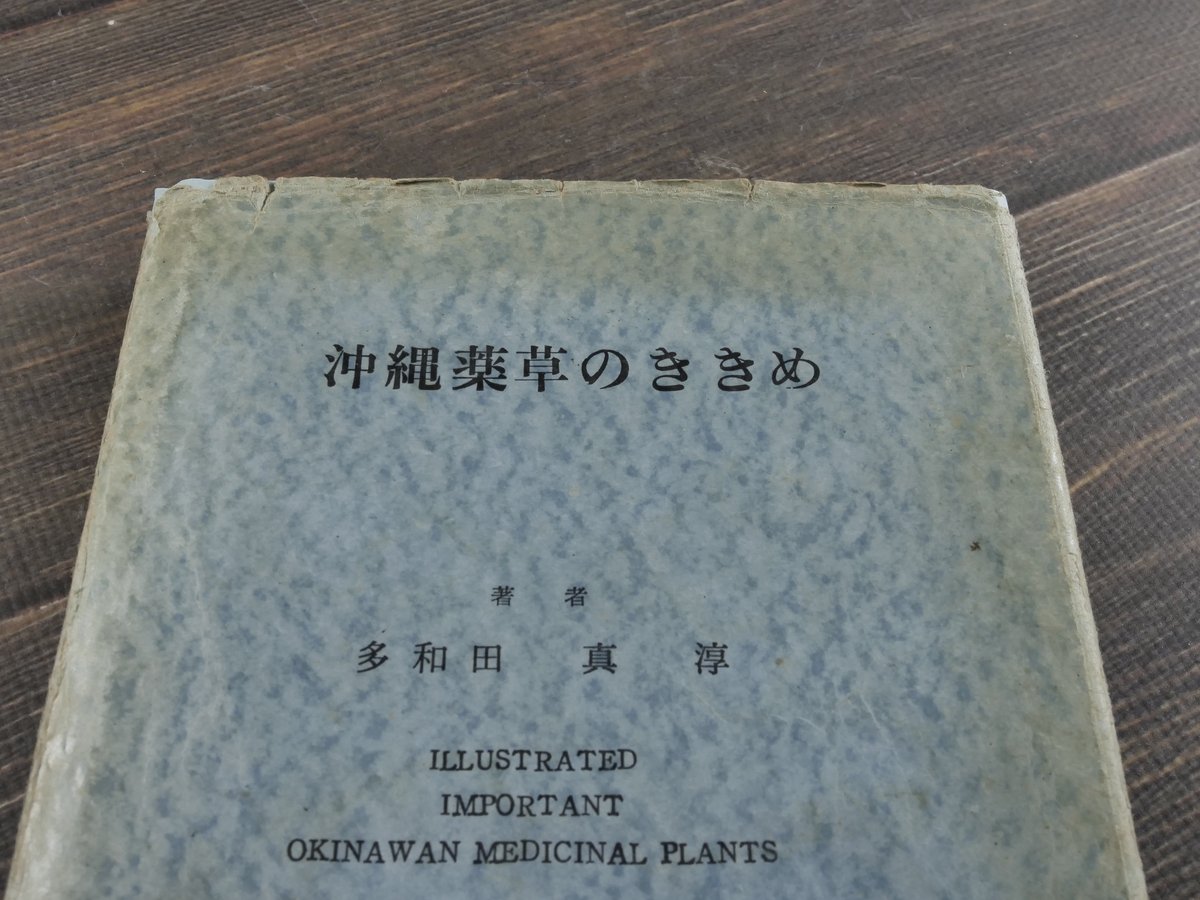 沖縄薬草のききめ
著者
多和田 真 淳
ILLUSTRATED
IMPORTANT
OKINAWAN MEDICINAL PLANTS